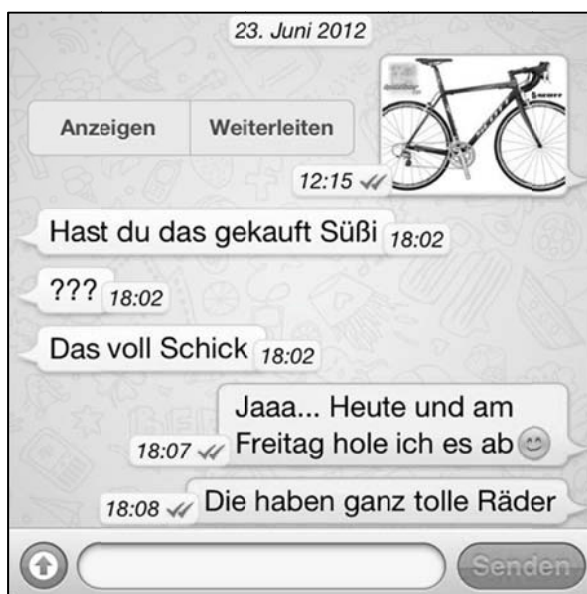 23. Juni 2012
SCOTT
Anzeigen Weiterleiten
SCOTT
12:15
Hast du das gekauft Süßi 18:02
??? 18:02
Das voll Schick 18:02
Jaaa... Heute und am
18:07 Freitag hole ich es ab
18:08 Die haben ganz tolle Räder
Senden